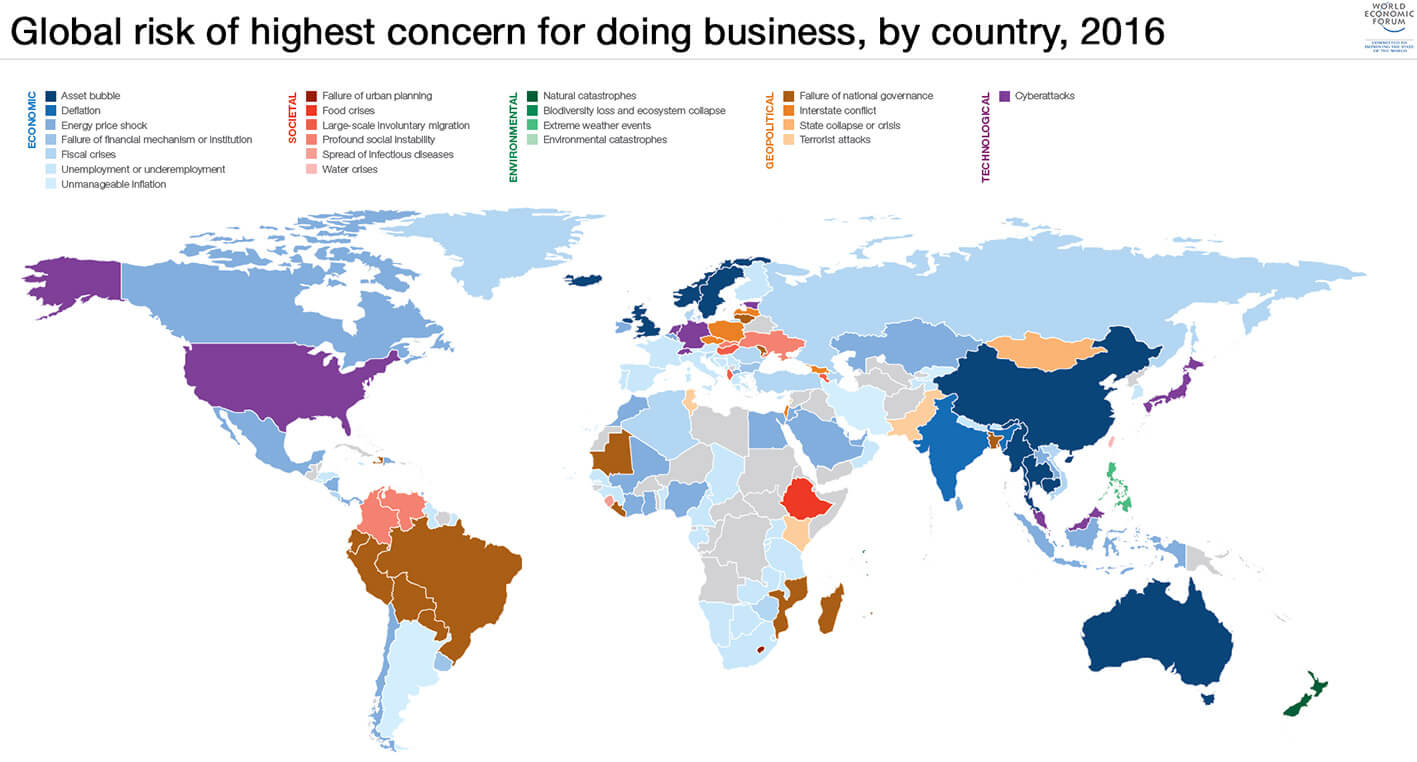 Global risk of highest concern for doing business, by country, 2016
WORLD
ECONOMIC
FORUM
COMMITTED TO
IMPROVING THE STATE
OF THE WORLD
ECONOMIC
Asset bubble
Deflation
Energy price shock
Failure of financial mechanism or institution
Fiscal crises
Unemployment or underemployment
Unmanageable inflation
SOCIETAL
Failure of urban planning
Food crises
Large-scale involuntary migration
Profound social instability
Spread of infectious diseases
Water crises
ENVIRONMENTAL
Natural catastrophes
Biodiversity loss and ecosystem collapse
Extreme weather events
Environmental catastrophes
GEOPOLITICAL
Failure of national governance
Interstate conflict
State collapse or crisis
Terrorist attacks
TECHNOLOGICAL
Cyberattacks